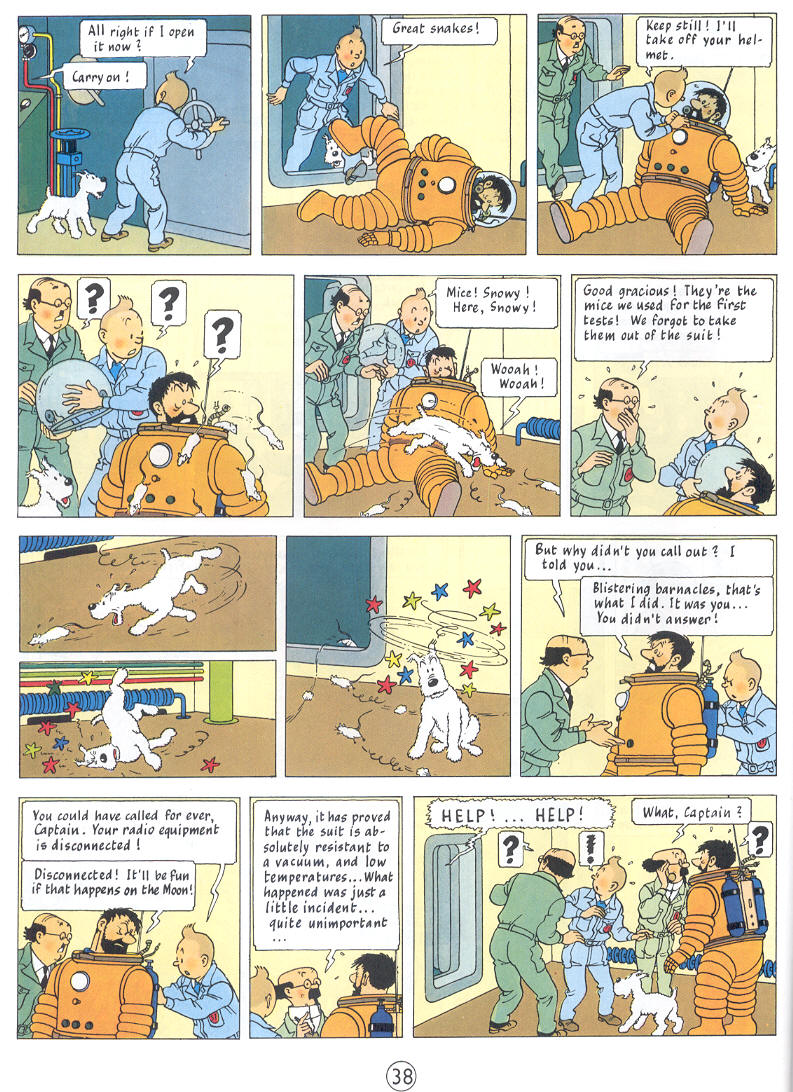 All right if I open
it now?
Carry on!
Great snakes!
Keep still! I'll
take off your hel-
met.
?
?
?
Mice! Snowy!
Here, Snowy!
Wooah!
Wooah!
Good gracious! They're the
mice we used for the first
tests! We forgot to take
them out of the suit!
But why didn't you call out? I
told you...
Blistering barnacles, that's
what I did. It was you...
You didn't answer!
You could have called for ever,
Captain. Your radio equipment
is disconnected!
Disconnected! It'll be fun
if that happens on the Moon!
Anyway, it has proved
that the suit is ab-
solutely resistant to
a vacuum, and low
temperatures... What
happened was just a
little incident...
quite unimportant
...
HELP! ... HELP!
?
!
What, Captain?
?
38